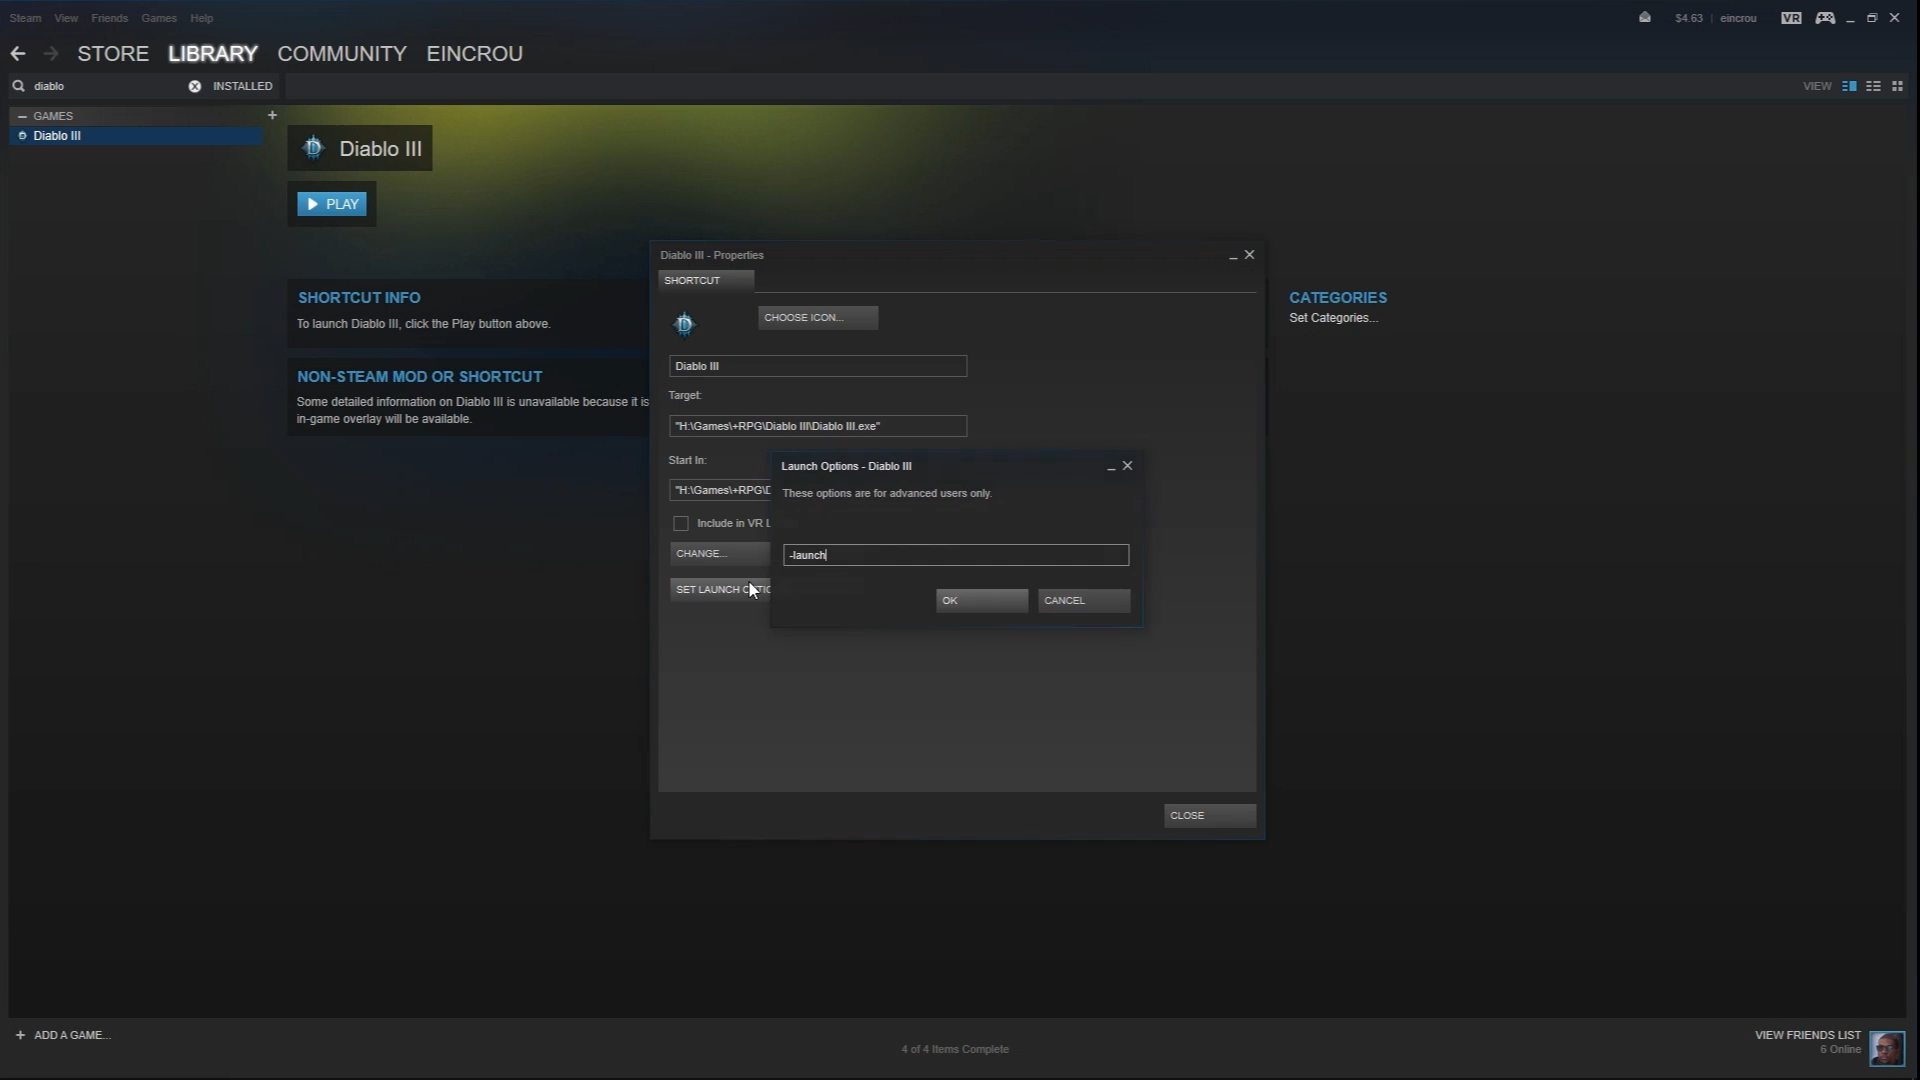 Steam View Friends Games Help
$4.63 | eincrou VR
STORE LIBRARY COMMUNITY EINCROU
diablo INSTALLED
VIEW
— GAMES +
Diablo III
Diablo III
PLAY
Diablo III - Properties
SHORTCUT
SHORTCUT INFO
To launch Diablo III, click the Play button above.
NON-STEAM MOD OR SHORTCUT
Some detailed information on Diablo III is unavailable because it is
in-game overlay will be available.
CHOOSE ICON...
Diablo III
Target:
"H:\Games\+RPG\Diablo III\Diablo III.exe"
Start In:
"H:\Games\+RPG\D
Include in VR L
CHANGE...
SET LAUNCH OPTIO
Launch Options - Diablo III
These options are for advanced users only.
-launch
OK CANCEL
CLOSE
CATEGORIES
Set Categories...
+ ADD A GAME...
4 of 4 Items Complete
VIEW FRIENDS LIST
6 Online